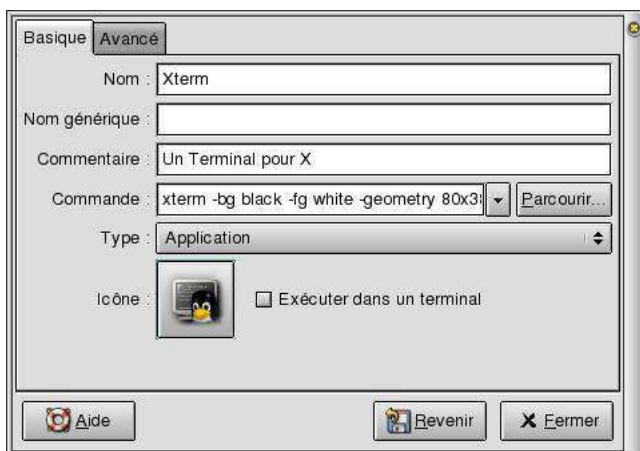 Basique Avancé
Nom : Xterm
Nom générique :
Commentaire : Un Terminal pour X
Commande : xterm -bg black -fg white -geometry Parcourir...
Type : Application
Icône : Exécuter dans un terminal
Aide Revenir Fermer